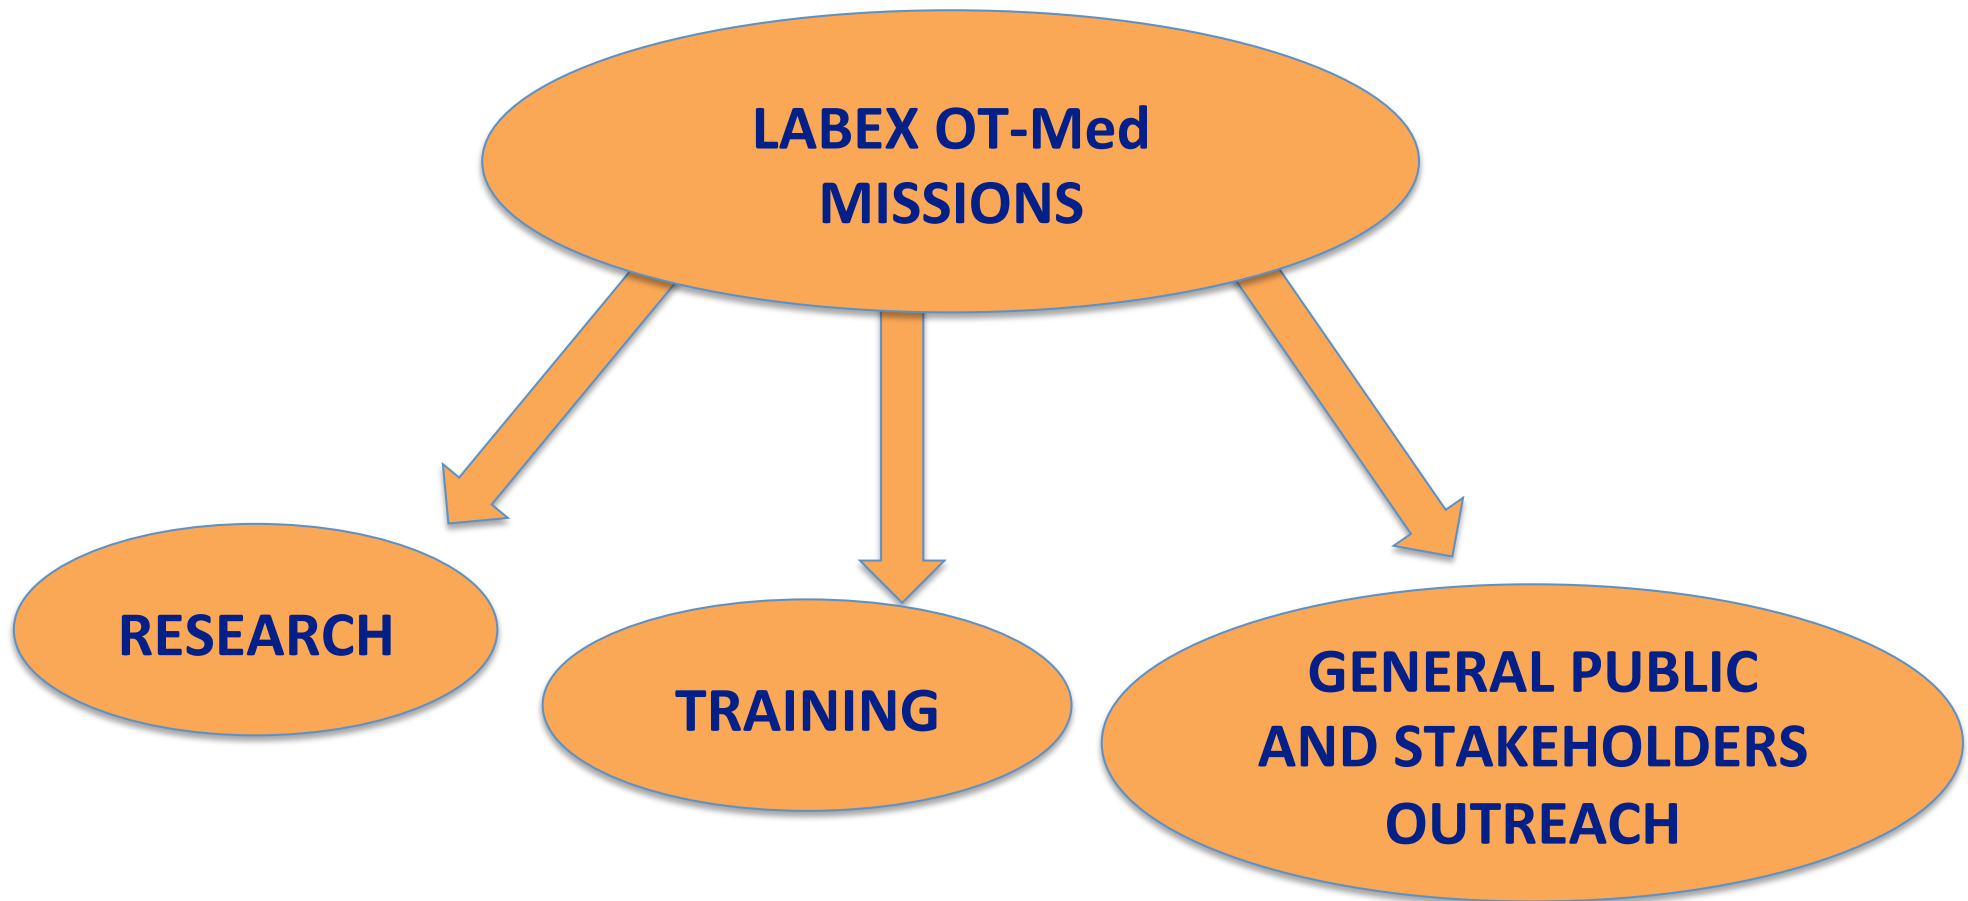 LABEX OT-Med
MISSIONS
RESEARCH
TRAINING
GENERAL PUBLIC
AND STAKEHOLDERS
OUTREACH